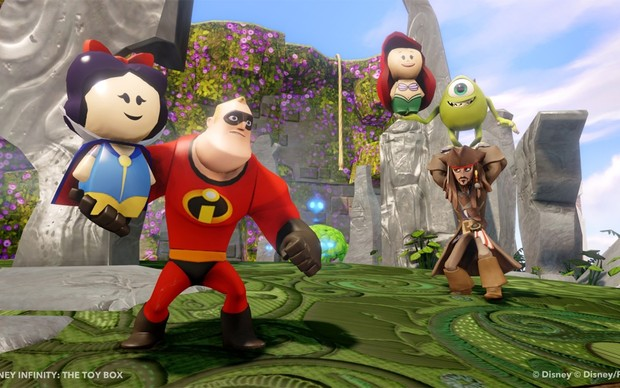 NEY INFINITY: THE TOY BOX
© Disney © Disney/P